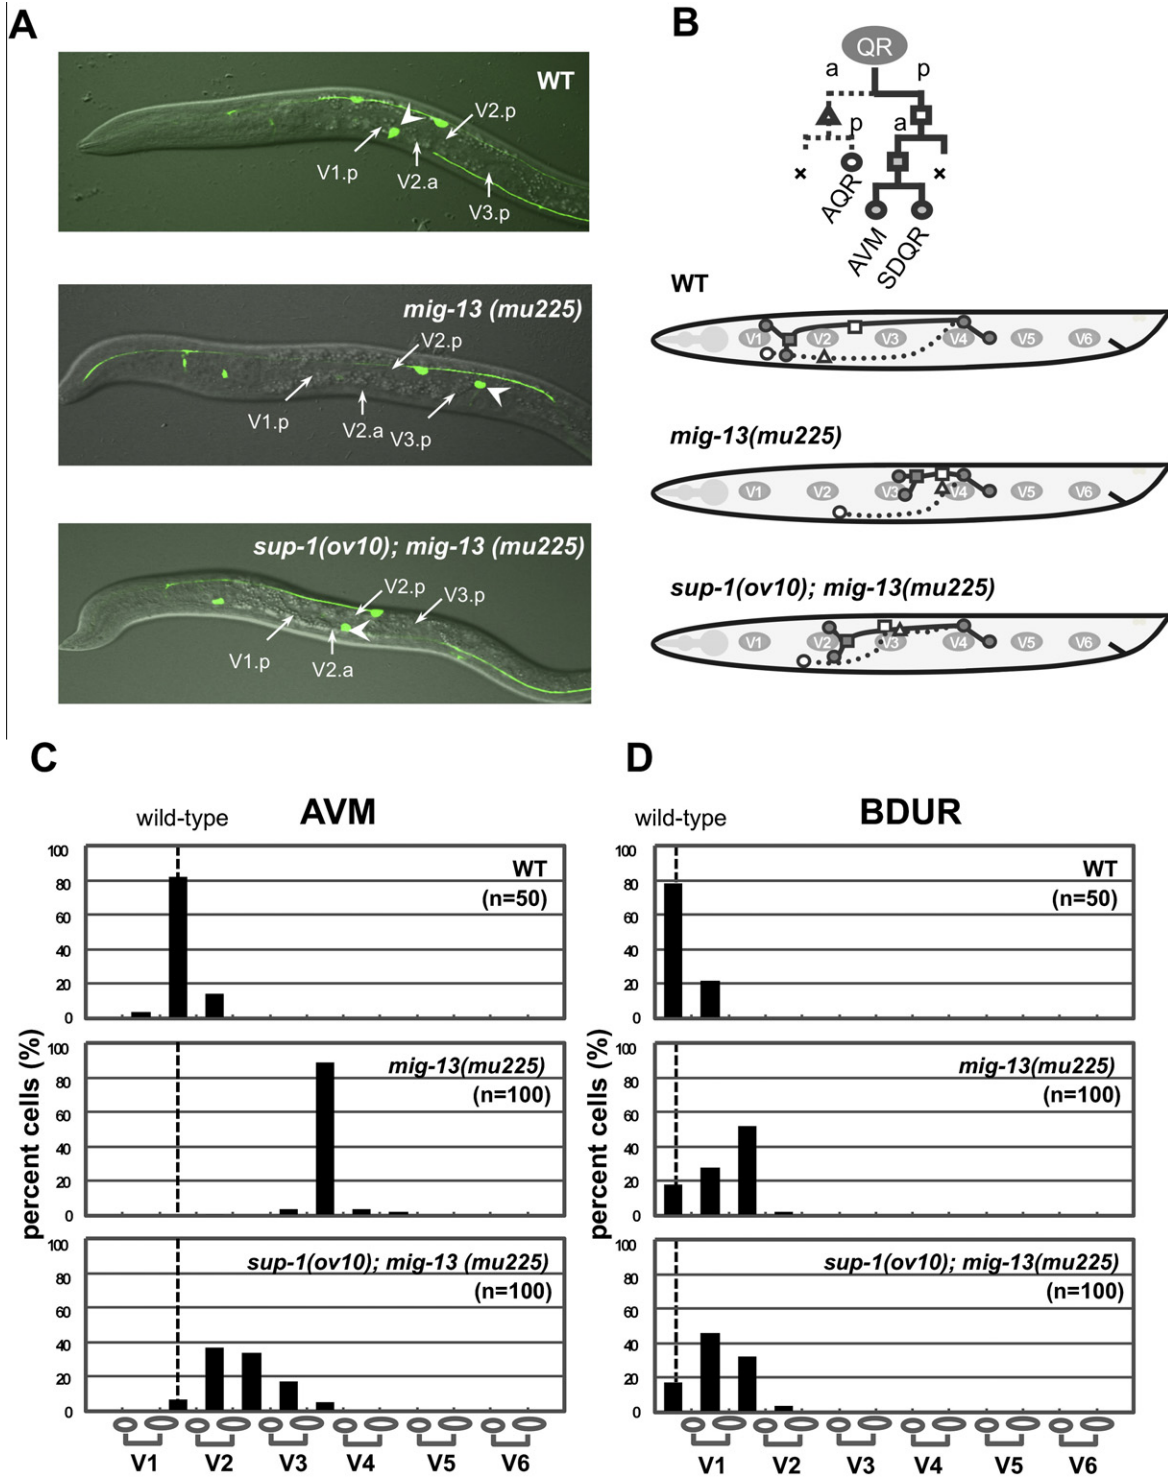 A
WT
V2.p
V1.p
V2.a
V3.p
mig-13 (mu225)
V2.p
V1.p
V2.a
V3.p
sup-1(ov10); mig-13 (mu225)
V2.p
V3.p
V1.p
V2.a
B
QR
a p
p a
× ×
AQR
AVM
SDQR
WT
V1 V2 V3 V4 V5 V6
mig-13(mu225)
V1 V2 V3 V4 V5 V6
sup-1(ov10); mig-13(mu225)
V1 V2 V3 V4 V5 V6
C
wild-type AVM
percent cells (%)
100
80
60
40
20
0
WT
(n=50)
100
80
60
40
20
0
mig-13(mu225)
(n=100)
100
80
60
40
20
0
sup-1(ov10); mig-13 (mu225)
(n=100)
V1 V2 V3 V4 V5 V6
D
wild-type BDUR
percent cells (%)
100
80
60
40
20
0
WT
(n=50)
100
80
60
40
20
0
mig-13(mu225)
(n=100)
100
80
60
40
20
0
sup-1(ov10); mig-13(mu225)
(n=100)
V1 V2 V3 V4 V5 V6